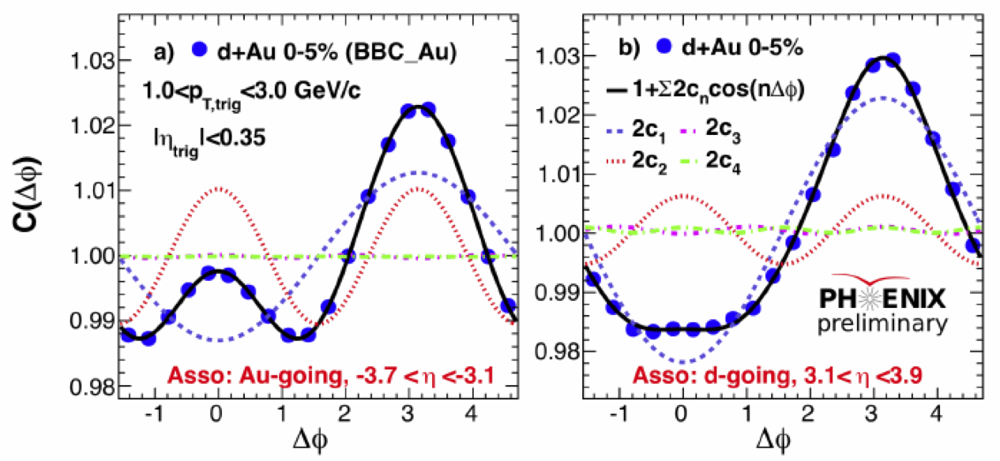 a) d+Au 0-5% (BBC_Au)
1.0<p_T,trig<3.0 GeV/c
|η_trig|<0.35
C(Δφ)
1.03
1.02
1.01
1.00
0.99
0.98
Asso: Au-going, -3.7 < η <-3.1
-1 0 1 2 3 4
Δφ
b) d+Au 0-5%
1+Σ2c_ncos(nΔφ)
2c_1 2c_3
2c_2 2c_4
1.03
1.02
1.01
1.00
0.99
0.98
PHENIX
preliminary
Asso: d-going, 3.1< η <3.9
-1 0 1 2 3 4
Δφ